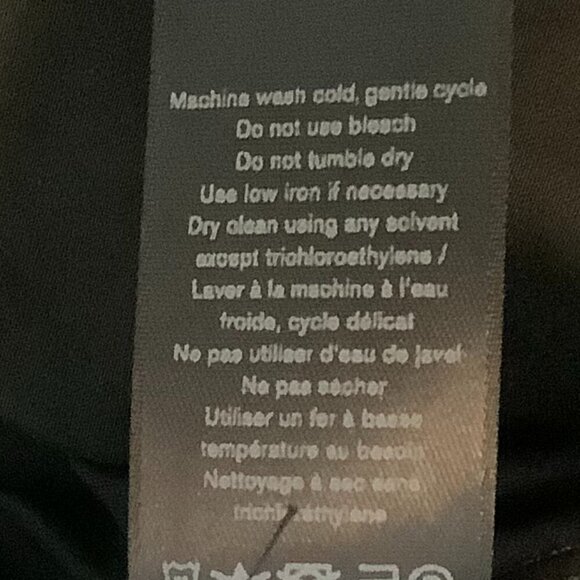 Machine wash cold, gentle cycle
Do not use bleach
Do not tumble dry
Use low iron if necessary
Dry clean using any solvent
except trichloroethylene /
Laver à la machine à l'eau
froide, cycle délicat
Ne pas utiliser d'eau de javel
Ne pas sécher
Utiliser un fer à basse
température au besoin
Nettoyage à sec sans
trichloréthylène